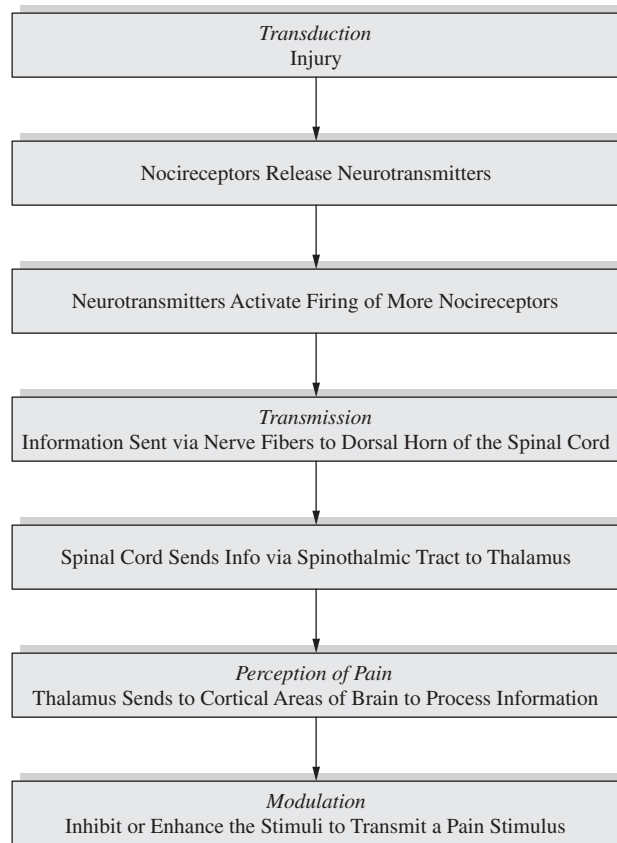 Transduction
Injury
Nocireceptors Release Neurotransmitters
Neurotransmitters Activate Firing of More Nocireceptors
Transmission
Information Sent via Nerve Fibers to Dorsal Horn of the Spinal Cord
Spinal Cord Sends Info via Spinothalmic Tract to Thalamus
Perception of Pain
Thalamus Sends to Cortical Areas of Brain to Process Information
Modulation
Inhibit or Enhance the Stimuli to Transmit a Pain Stimulus